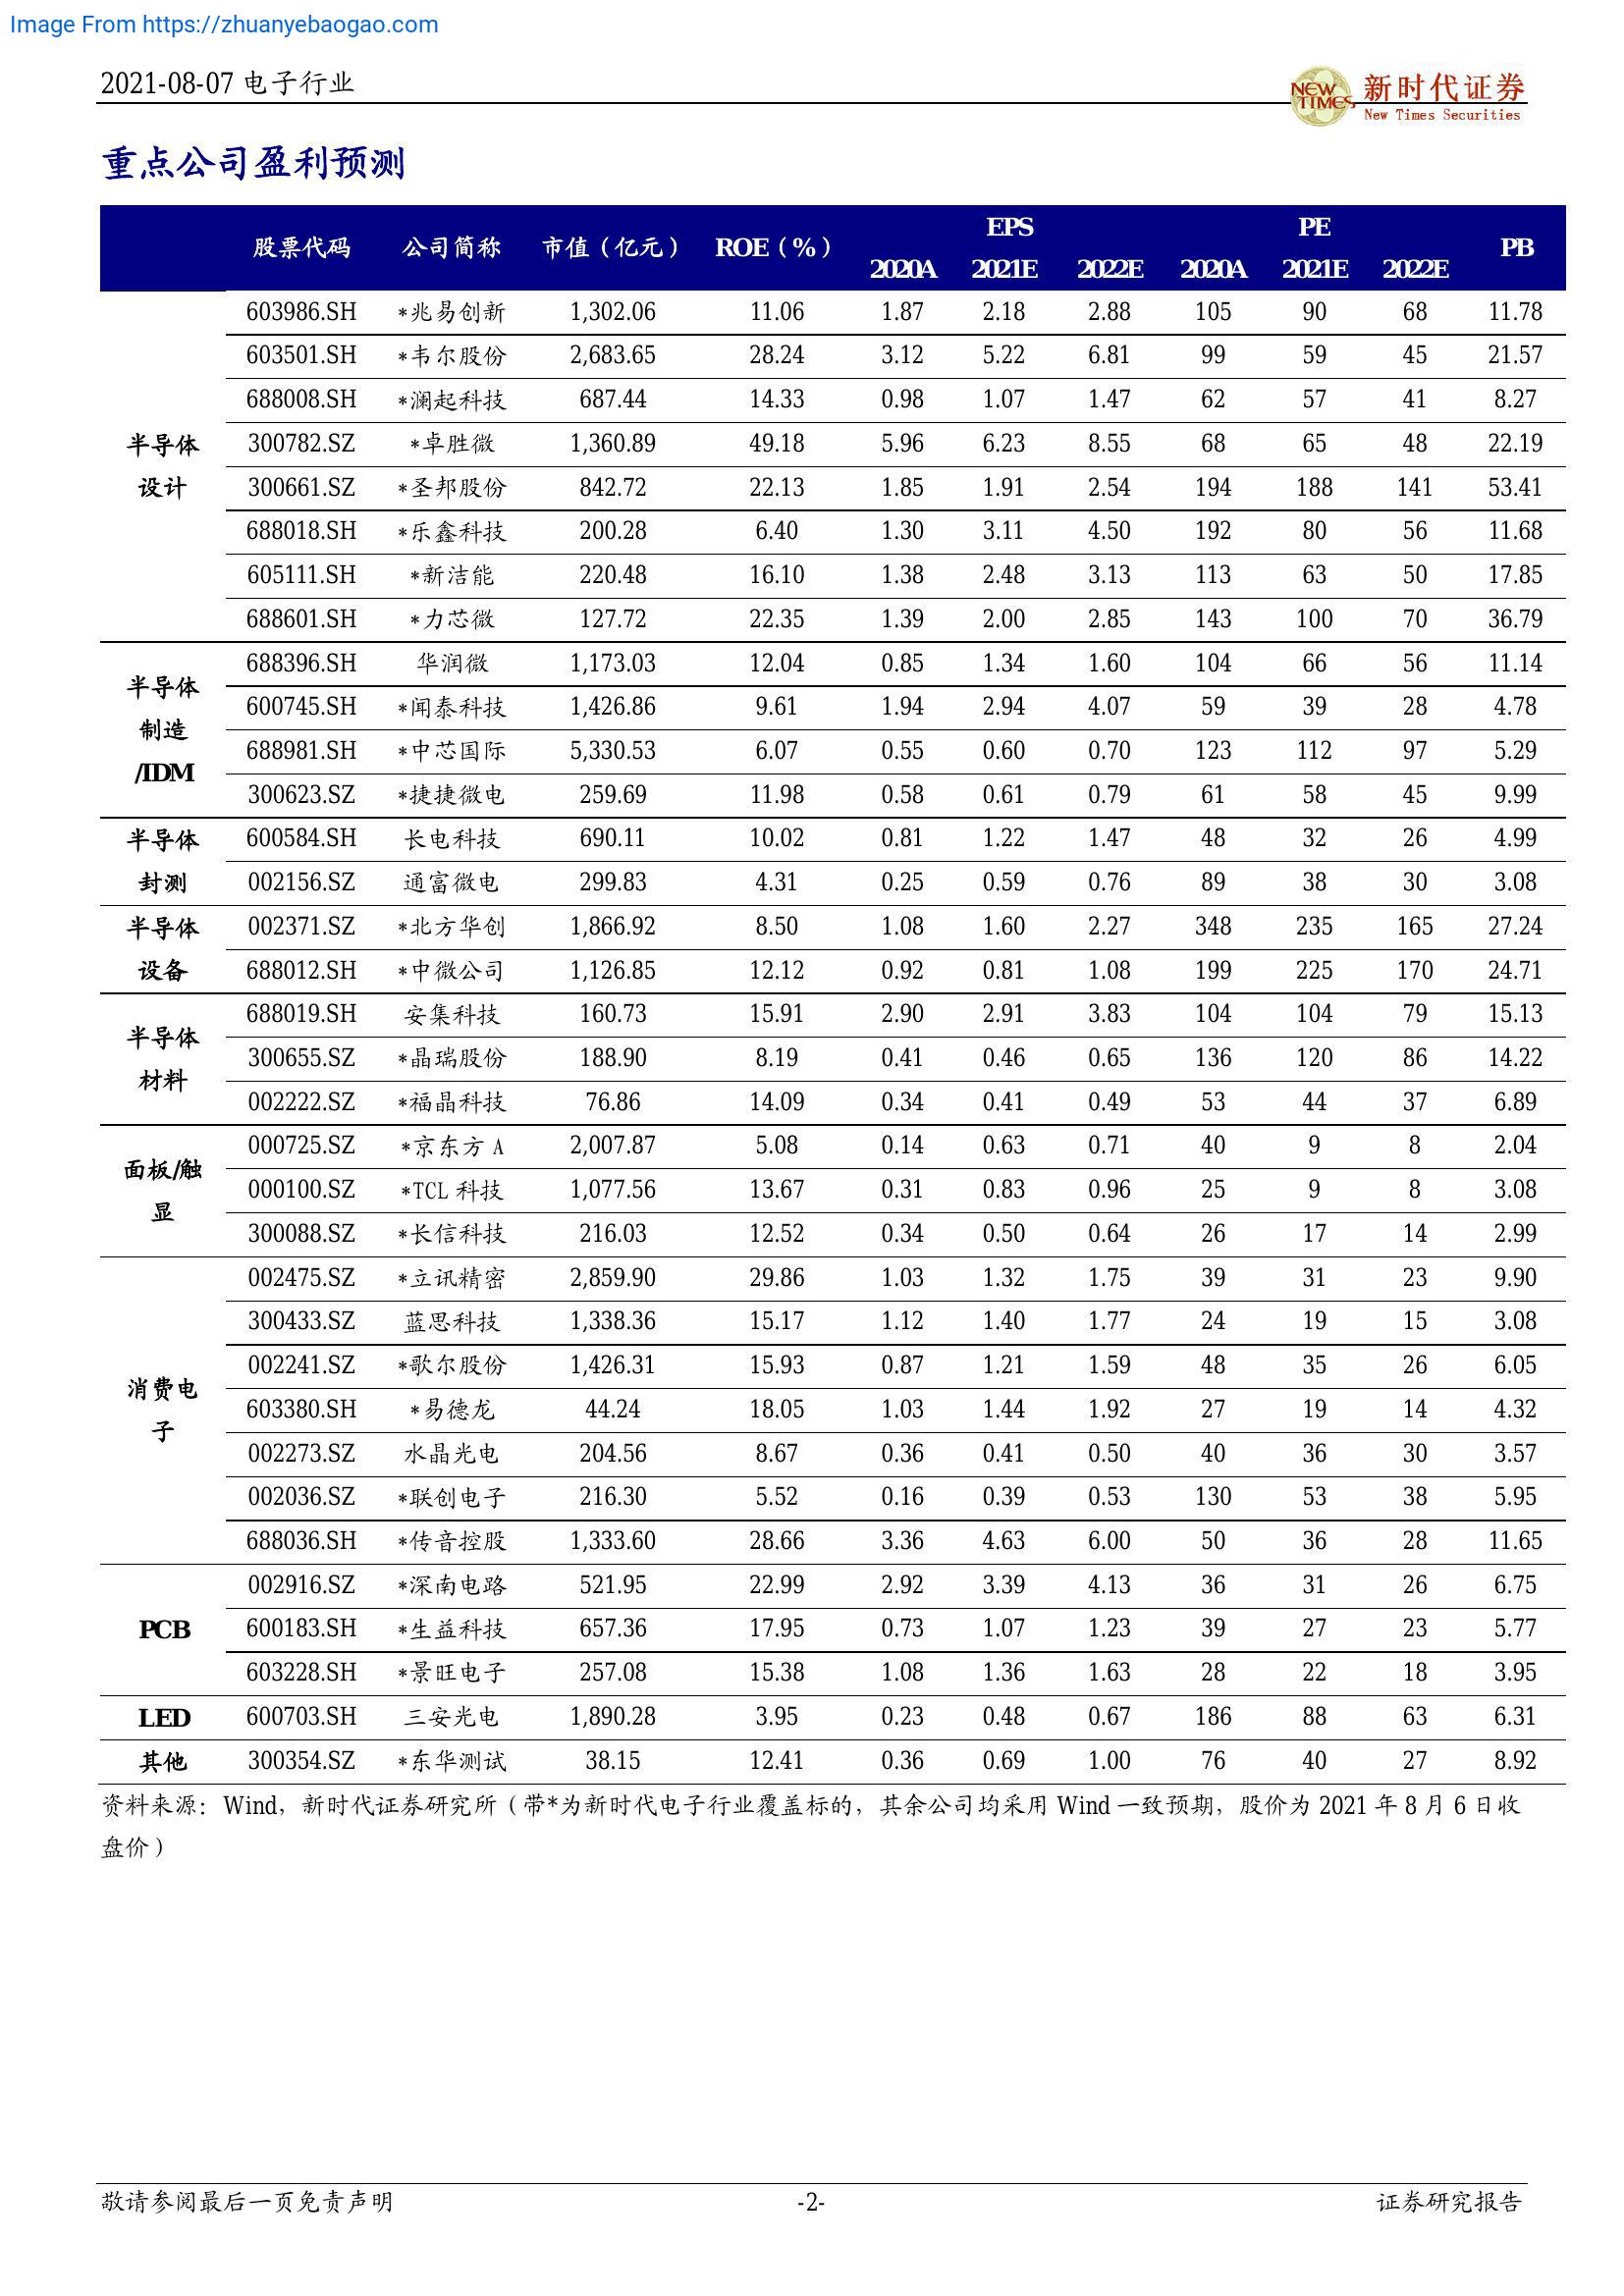 Image From https://zhuanyebaogao.com
2021-08-07 电子行业
NEW TIMES 新时代证券
New Times Securities
重点公司盈利预测
股票代码 公司简称 市值（亿元） ROE（%） EPS PE PB
2020A 2021E 2022E 2020A 2021E 2022E
半导体设计
603986.SH *兆易创新 1,302.06 11.06 1.87 2.18 2.88 105 90 68 11.78
603501.SH *韦尔股份 2,683.65 28.24 3.12 5.22 6.81 99 59 45 21.57
688008.SH *澜起科技 687.44 14.33 0.98 1.07 1.47 62 57 41 8.27
300782.SZ *卓胜微 1,360.89 49.18 5.96 6.23 8.55 68 65 48 22.19
300661.SZ *圣邦股份 842.72 22.13 1.85 1.91 2.54 194 188 141 53.41
688018.SH *乐鑫科技 200.28 6.40 1.30 3.11 4.50 192 80 56 11.68
605111.SH *新洁能 220.48 16.10 1.38 2.48 3.13 113 63 50 17.85
688601.SH *力芯微 127.72 22.35 1.39 2.00 2.85 143 100 70 36.79
半导体制造/IDM
688396.SH 华润微 1,173.03 12.04 0.85 1.34 1.60 104 66 56 11.14
600745.SH *闻泰科技 1,426.86 9.61 1.94 2.94 4.07 59 39 28 4.78
688981.SH *中芯国际 5,330.53 6.07 0.55 0.60 0.70 123 112 97 5.29
300623.SZ *捷捷微电 259.69 11.98 0.58 0.61 0.79 61 58 45 9.99
半导体封测
600584.SH 长电科技 690.11 10.02 0.81 1.22 1.47 48 32 26 4.99
002156.SZ 通富微电 299.83 4.31 0.25 0.59 0.76 89 38 30 3.08
半导体设备
002371.SZ *北方华创 1,866.92 8.50 1.08 1.60 2.27 348 235 165 27.24
688012.SH *中微公司 1,126.85 12.12 0.92 0.81 1.08 199 225 170 24.71
半导体材料
688019.SH 安集科技 160.73 15.91 2.90 2.91 3.83 104 104 79 15.13
300655.SZ *晶瑞股份 188.90 8.19 0.41 0.46 0.65 136 120 86 14.22
002222.SZ *福晶科技 76.86 14.09 0.34 0.41 0.49 53 44 37 6.89
面板/触显
000725.SZ *京东方 A 2,007.87 5.08 0.14 0.63 0.71 40 9 8 2.04
000100.SZ *TCL 科技 1,077.56 13.67 0.31 0.83 0.96 25 9 8 3.08
300088.SZ *长信科技 216.03 12.52 0.34 0.50 0.64 26 17 14 2.99
消费电子
002475.SZ *立讯精密 2,859.90 29.86 1.03 1.32 1.75 39 31 23 9.90
300433.SZ 蓝思科技 1,338.36 15.17 1.12 1.40 1.77 24 19 15 3.08
002241.SZ *歌尔股份 1,426.31 15.93 0.87 1.21 1.59 48 35 26 6.05
603380.SH *易德龙 44.24 18.05 1.03 1.44 1.92 27 19 14 4.32
002273.SZ 水晶光电 204.56 8.67 0.36 0.41 0.50 40 36 30 3.57
002036.SZ *联创电子 216.30 5.52 0.16 0.39 0.53 130 53 38 5.95
688036.SH *传音控股 1,333.60 28.66 3.36 4.63 6.00 50 36 28 11.65
PCB
002916.SZ *深南电路 521.95 22.99 2.92 3.39 4.13 36 31 26 6.75
600183.SH *生益科技 657.36 17.95 0.73 1.07 1.23 39 27 23 5.77
603228.SH *景旺电子 257.08 15.38 1.08 1.36 1.63 28 22 18 3.95
LED 600703.SH 三安光电 1,890.28 3.95 0.23 0.48 0.67 186 88 63 6.31
其他 300354.SZ *东华测试 38.15 12.41 0.36 0.69 1.00 76 40 27 8.92
资料来源：Wind，新时代证券研究所（带*为新时代电子行业覆盖标的，其余公司均采用 Wind 一致预期，股价为 2021 年 8 月 6 日收
盘价）
敬请参阅最后一页免责声明 -2- 证券研究报告